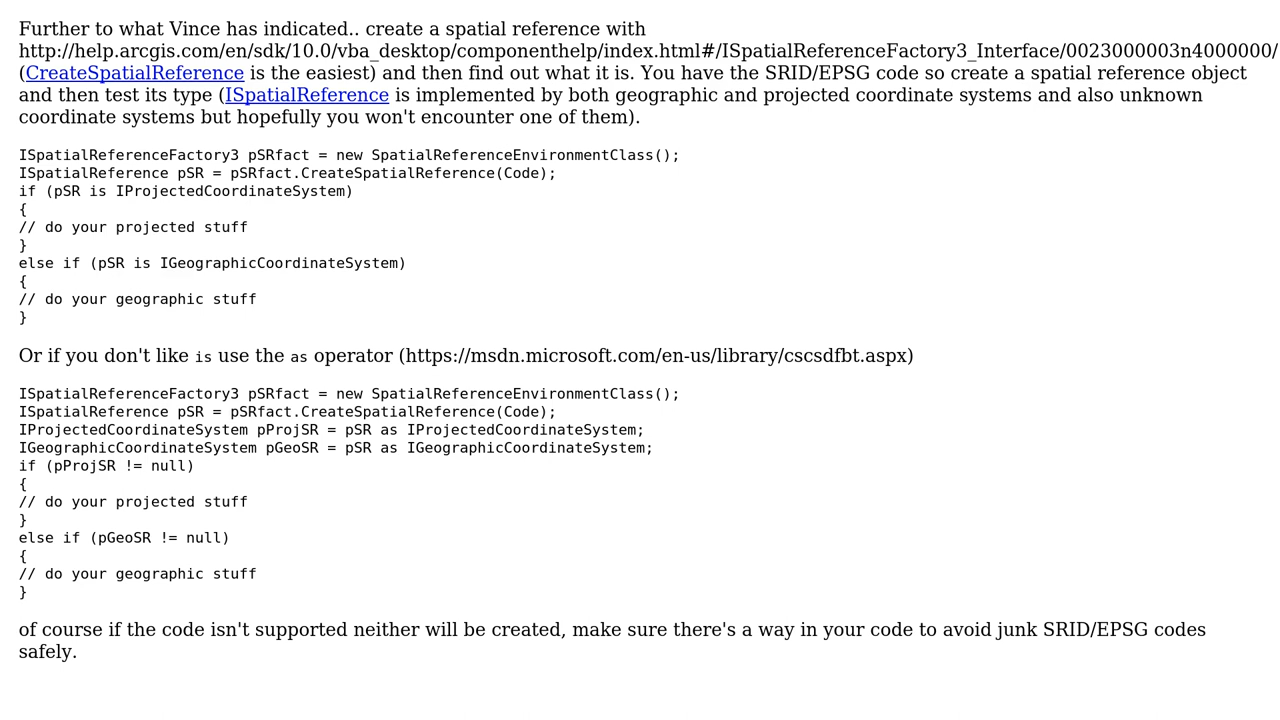 Further to what Vince has indicated.. create a spatial reference with
http://help.arcgis.com/en/sdk/10.0/vba_desktop/componenthelp/index.html#/ISpatialReferenceFactory3_Interface/0023000003n4000000/
(CreateSpatialReference is the easiest) and then find out what it is. You have the SRID/EPSG code so create a spatial reference object
and then test its type (ISpatialReference is implemented by both geographic and projected coordinate systems and also unknown
coordinate systems but hopefully you won't encounter one of them).
ISpatialReferenceFactory3 pSRfact = new SpatialReferenceEnvironmentClass();
ISpatialReference pSR = pSRfact.CreateSpatialReference(Code);
if (pSR is IProjectedCoordinateSystem)
{
// do your projected stuff
}
else if (pSR is IGeographicCoordinateSystem)
{
// do your geographic stuff
}
Or if you don't like is use the as operator (https://msdn.microsoft.com/en-us/library/cscsdfbt.aspx)
ISpatialReferenceFactory3 pSRfact = new SpatialReferenceEnvironmentClass();
ISpatialReference pSR = pSRfact.CreateSpatialReference(Code);
IProjectedCoordinateSystem pProjSR = pSR as IProjectedCoordinateSystem;
IGeographicCoordinateSystem pGeoSR = pSR as IGeographicCoordinateSystem;
if (pProjSR != null)
{
// do your projected stuff
}
else if (pGeoSR != null)
{
// do your geographic stuff
}
of course if the code isn't supported neither will be created, make sure there's a way in your code to avoid junk SRID/EPSG codes
safely.